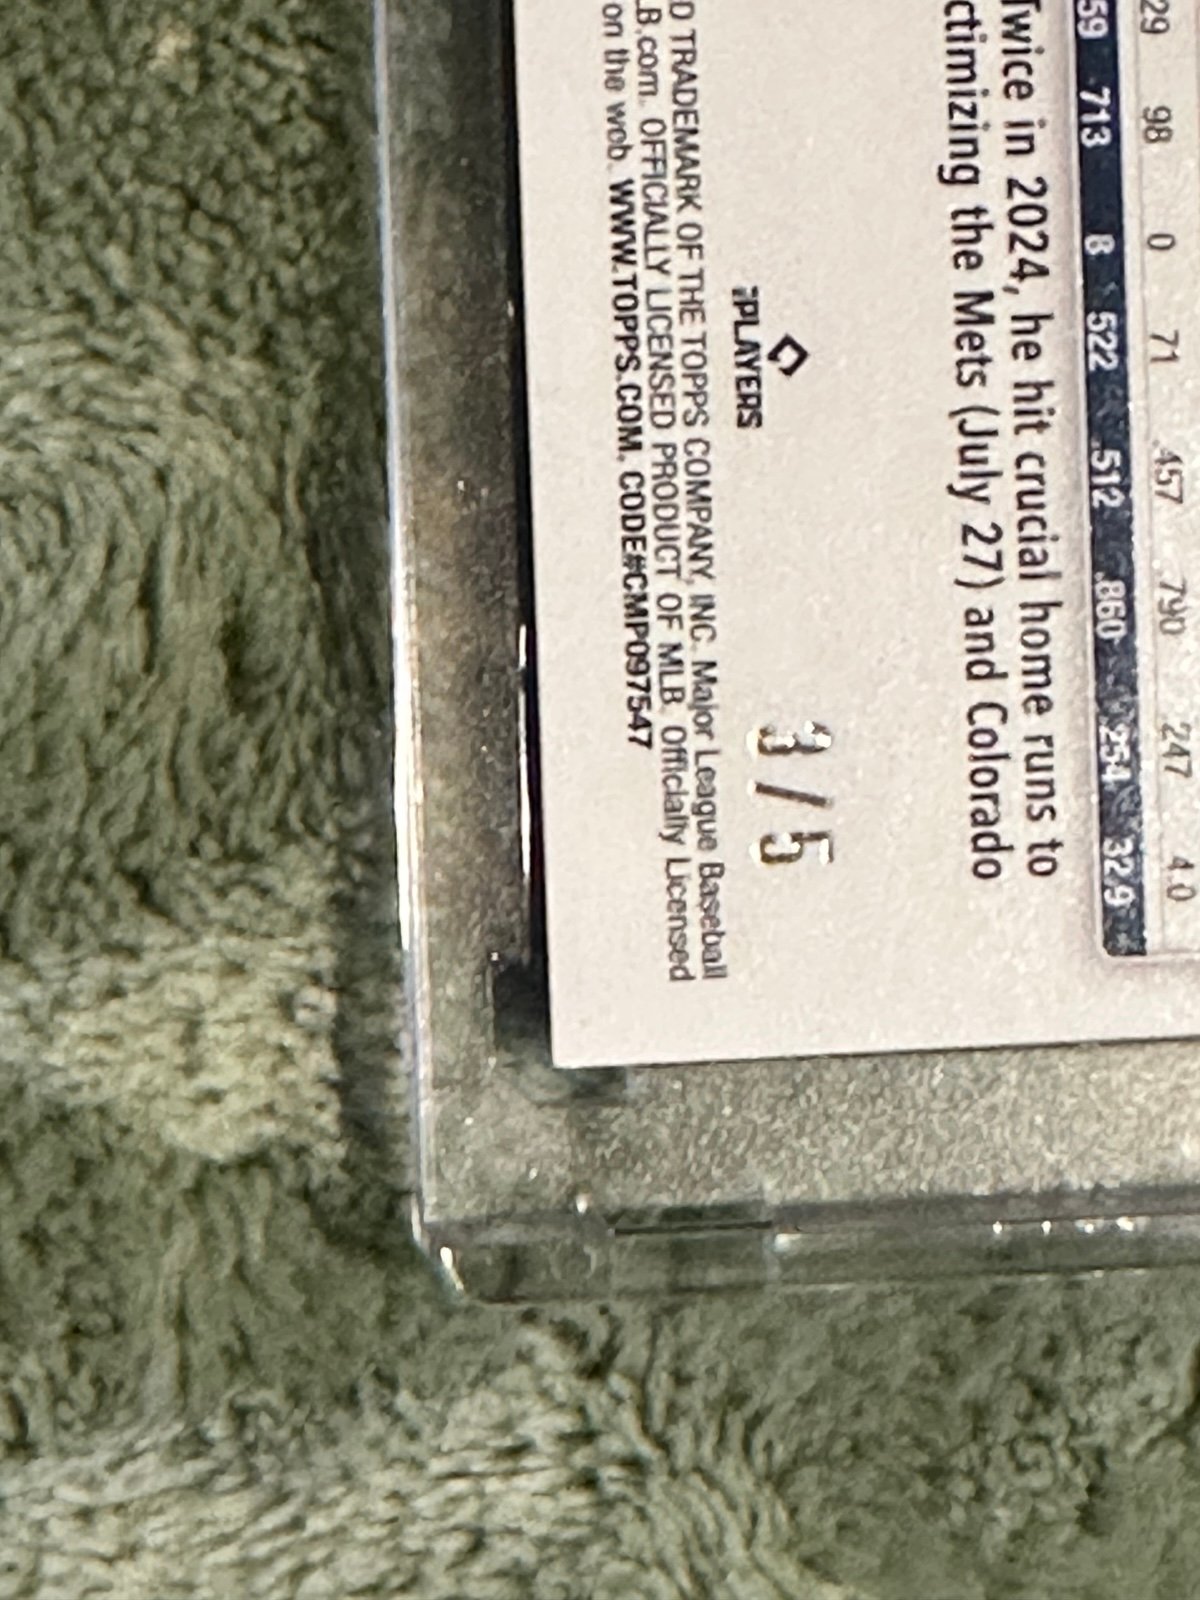 29 98 0 71 .457 .790 .247 4.0
59 713 8 522 .512 .860 .254 32.9
Twice in 2024, he hit crucial home runs to
ctimizing the Mets (July 27) and Colorado
PLAYERS
3/5
D TRADEMARK OF THE TOPPS COMPANY, INC. Major League Baseball
LB.com. OFFICIALLY LICENSED PRODUCT OF MLB. Officially Licensed
on the web. WWW.TOPPS.COM. CODE#CMP097547